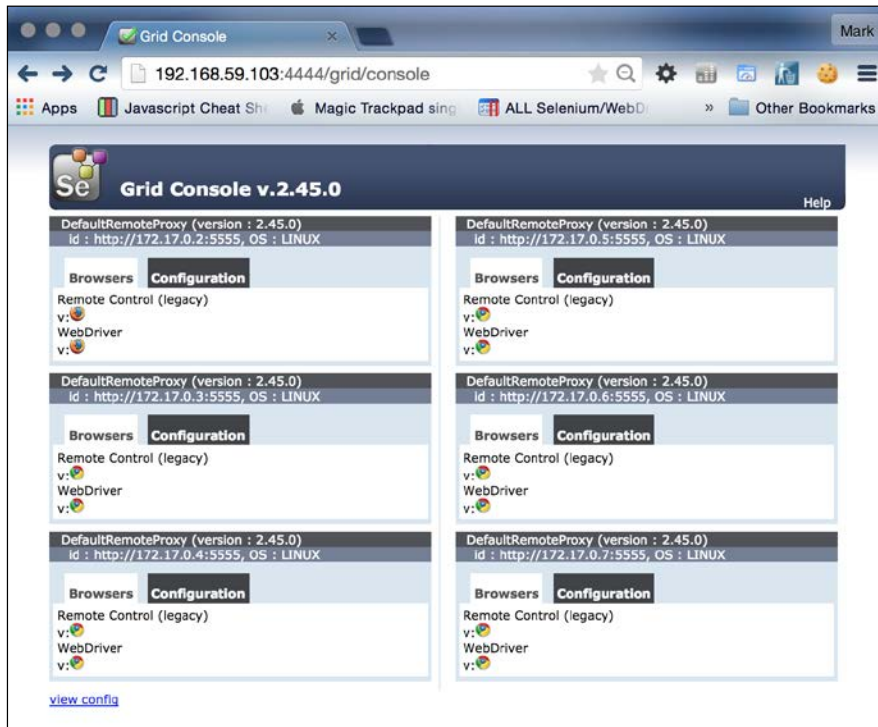 Grid Console
Mark
192.168.59.103:4444/grid/console
Apps
Javascript Cheat Sh
Magic Trackpad sing
ALL Selenium/WebD
»
Other Bookmarks
Se
Grid Console v.2.45.0
Help
DefaultRemoteProxy (version : 2.45.0)
id : http://172.17.0.2:5555, OS : LINUX
Browsers Configuration
Remote Control (legacy)
v:
WebDriver
v:
DefaultRemoteProxy (version : 2.45.0)
id : http://172.17.0.3:5555, OS : LINUX
Browsers Configuration
Remote Control (legacy)
v:
WebDriver
v:
DefaultRemoteProxy (version : 2.45.0)
id : http://172.17.0.4:5555, OS : LINUX
Browsers Configuration
Remote Control (legacy)
v:
WebDriver
v:
DefaultRemoteProxy (version : 2.45.0)
id : http://172.17.0.5:5555, OS : LINUX
Browsers Configuration
Remote Control (legacy)
v:
WebDriver
v:
DefaultRemoteProxy (version : 2.45.0)
id : http://172.17.0.6:5555, OS : LINUX
Browsers Configuration
Remote Control (legacy)
v:
WebDriver
v:
DefaultRemoteProxy (version : 2.45.0)
id : http://172.17.0.7:5555, OS : LINUX
Browsers Configuration
Remote Control (legacy)
v:
WebDriver
v:
view config